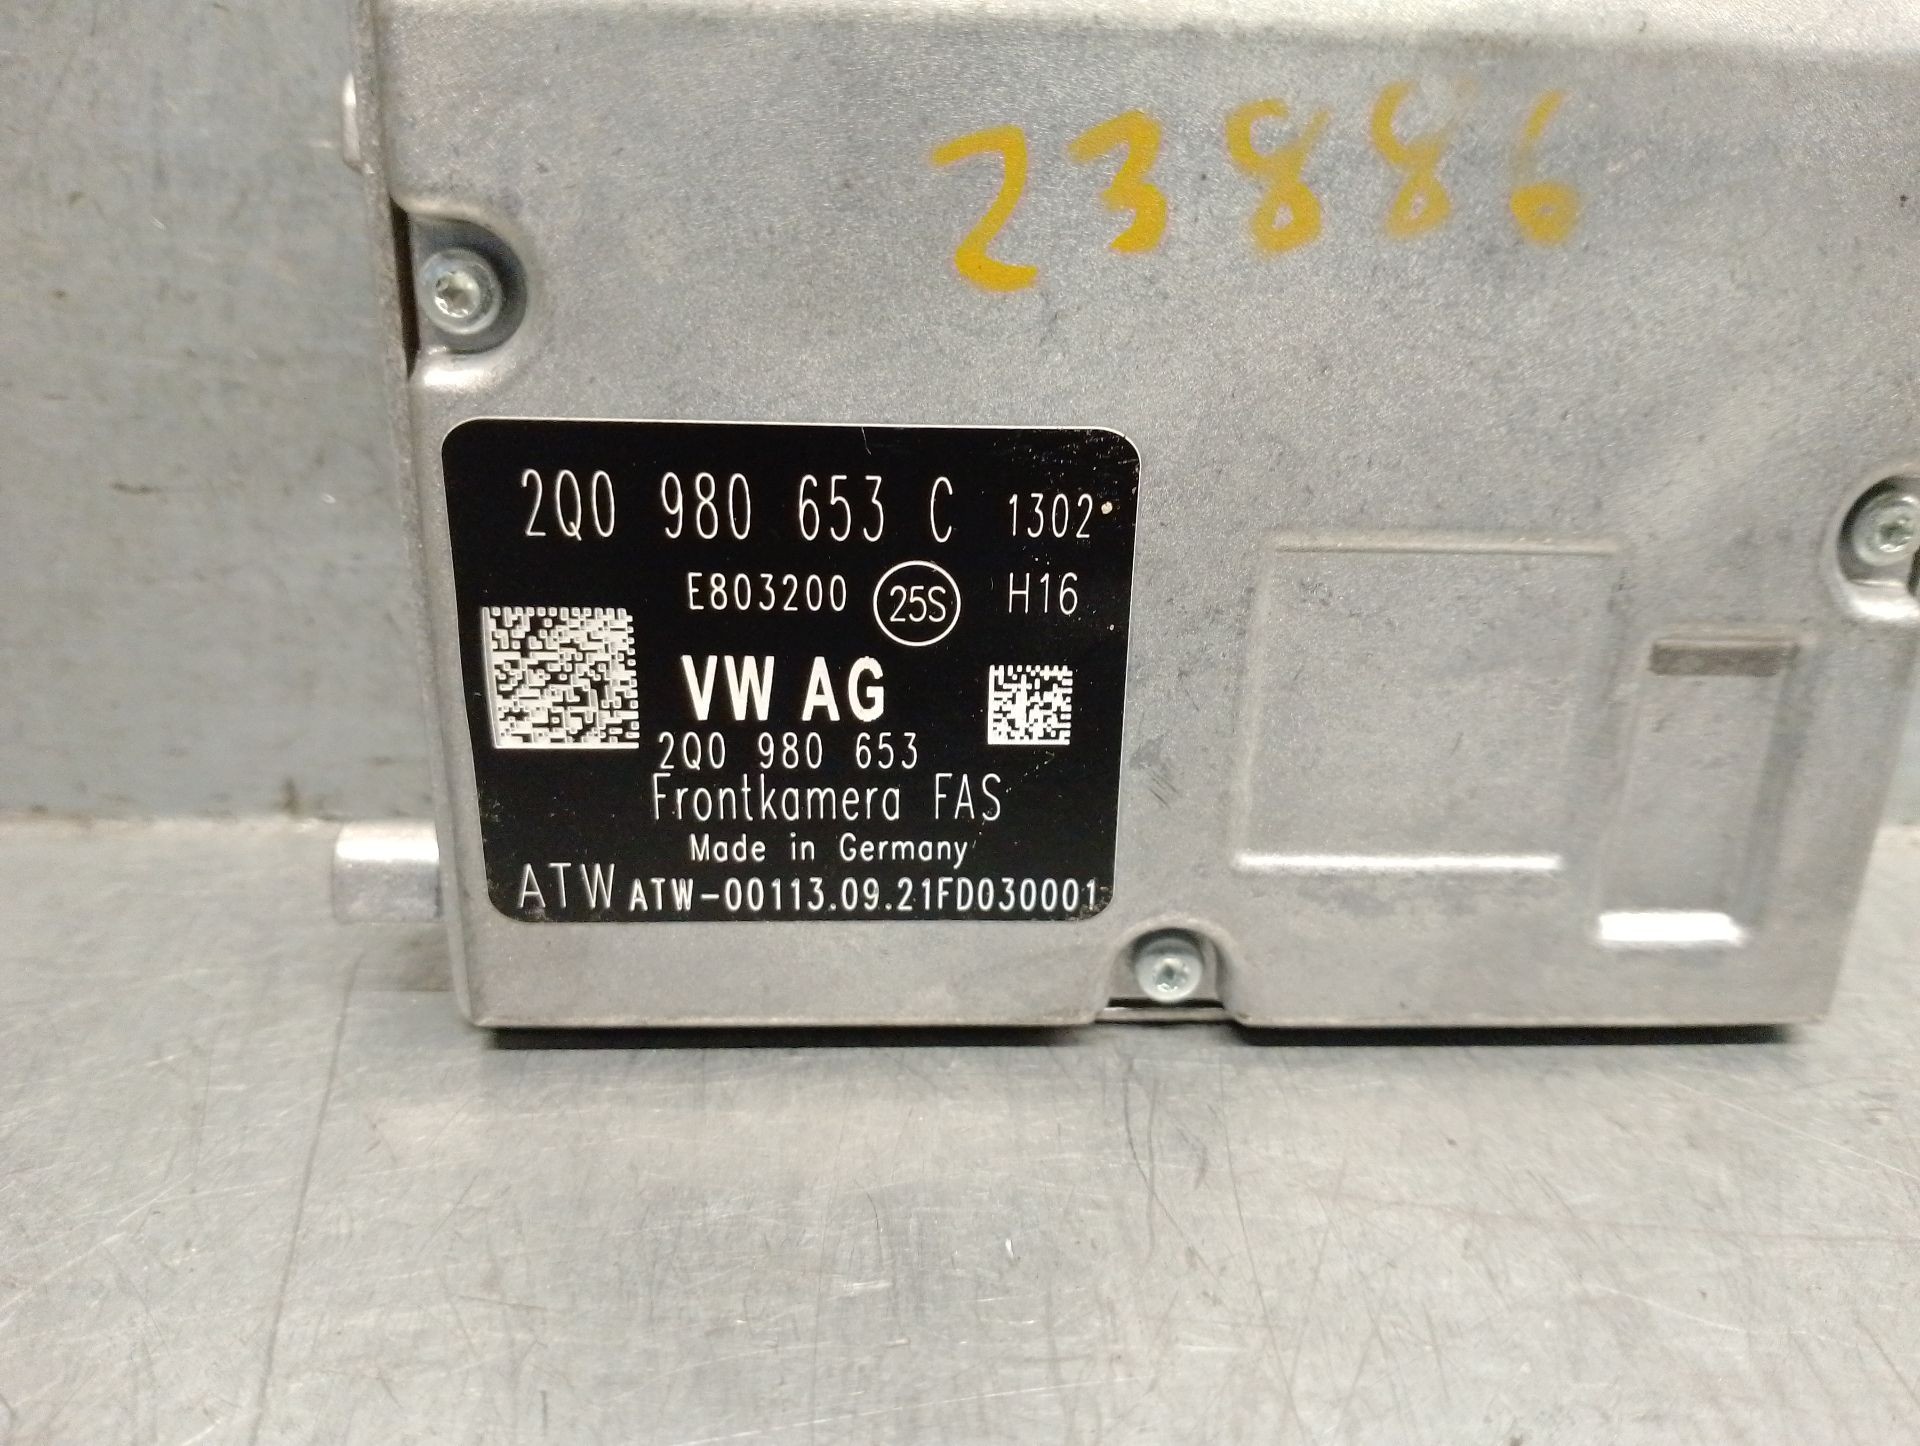 23886
2Q0 980 653 C 1302
E803200 25S H16
VW AG
2Q0 980 653
Frontkamera FAS
Made in Germany
ATW ATW-00113.09.21FD030001